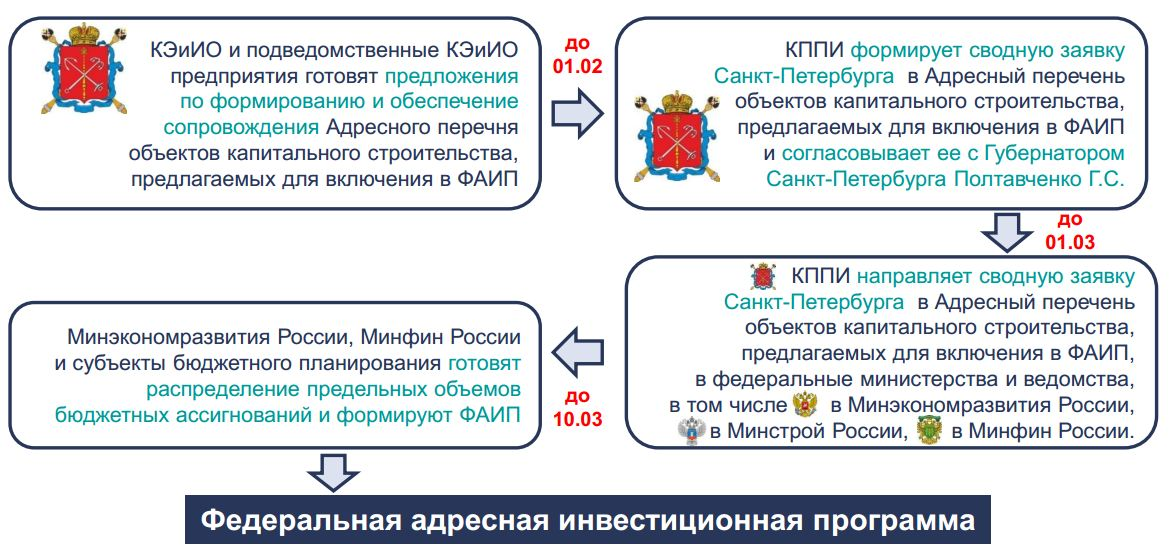 КЭиИО и подведомственные КЭиИО
предприятия готовят предложения
по формированию и обеспечение
сопровождения Адресного перечня
объектов капитального строительства,
предлагаемых для включения в ФАИП
до
01.02
КППИ формирует сводную заявку
Санкт-Петербурга в Адресный перечень
объектов капитального строительства,
предлагаемых для включения в ФАИП
и согласовывает ее с Губернатором
Санкт-Петербурга Полтавченко Г.С.
до
01.03
КППИ направляет сводную заявку
Санкт-Петербурга в Адресный перечень
объектов капитального строительства,
предлагаемых для включения в ФАИП,
в федеральные министерства и ведомства,
в том числе в Минэкономразвития России,
в Минстрой России, в Минфин России.
до
10.03
Минэкономразвития России, Минфин России
и субъекты бюджетного планирования готовят
распределение предельных объемов
бюджетных ассигнований и формируют ФАИП
Федеральная адресная инвестиционная программа